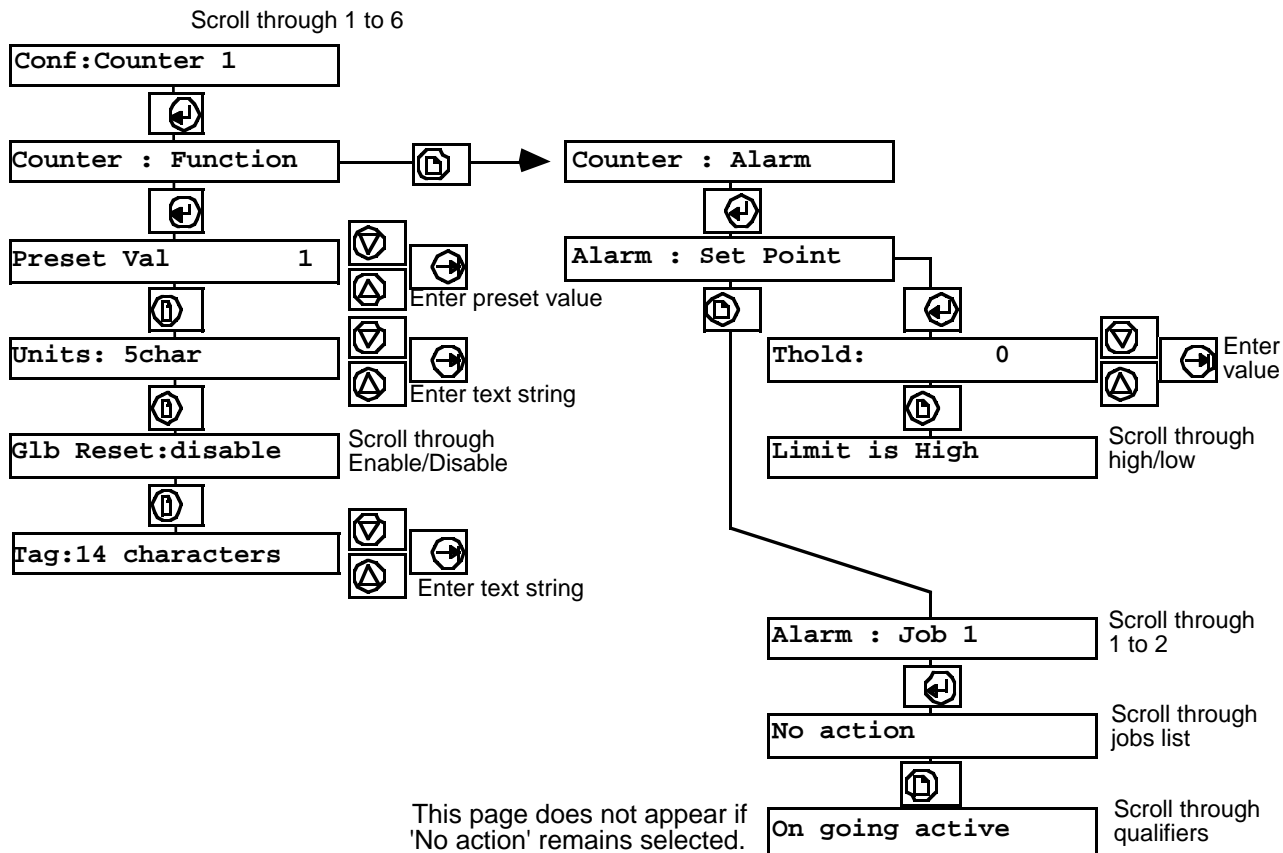 Scroll through 1 to 6
Conf:Counter 1
Counter : Function
Preset Val 1
Enter preset value
Units: 5char
Enter text string
Glb Reset:disable
Scroll through
Enable/Disable
Tag:14 characters
Enter text string
Counter : Alarm
Alarm : Set Point
Thold: 0
Enter
value
Limit is High
Scroll through
high/low
Alarm : Job 1
Scroll through
1 to 2
No action
Scroll through
jobs list
This page does not appear if
'No action' remains selected.
On going active
Scroll through
qualifiers